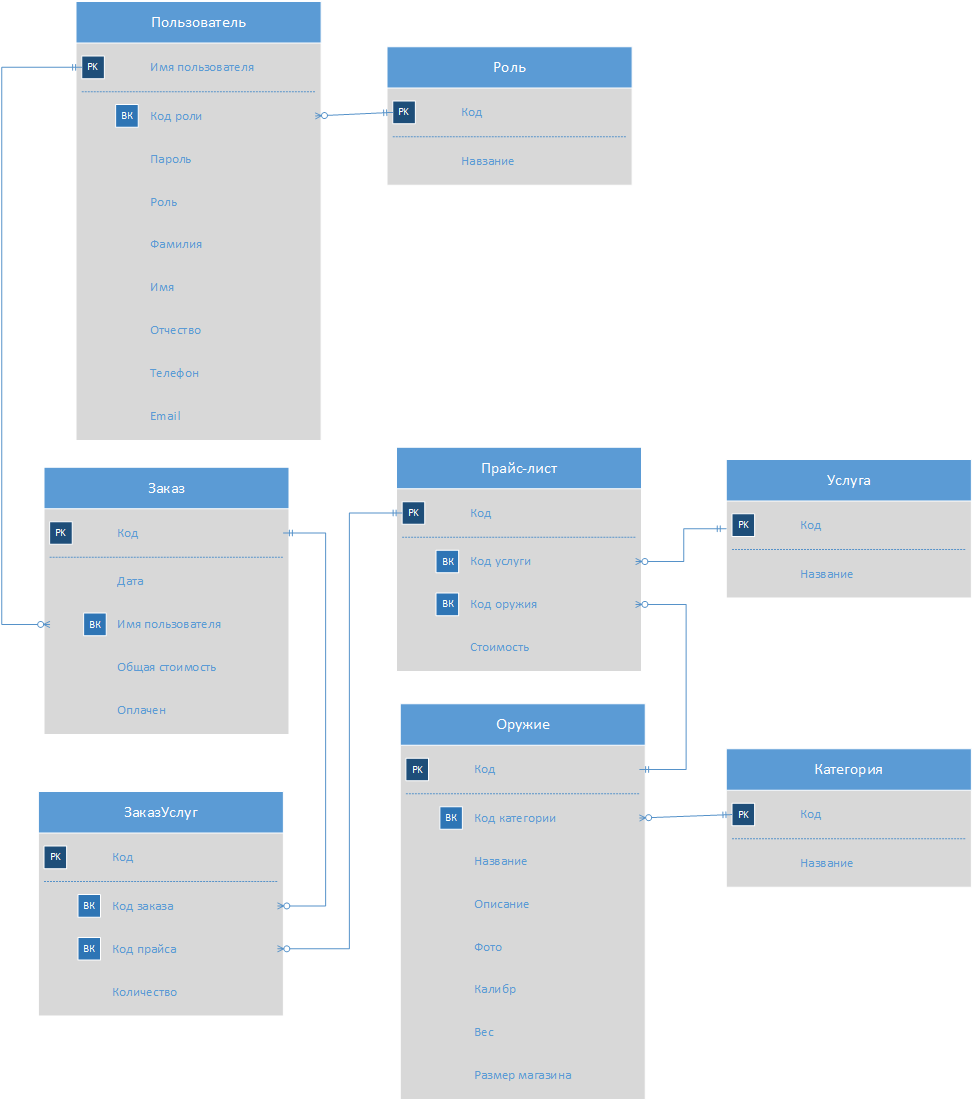 Пользователь
PK Имя пользователя
ВК Код роли
Пароль
Роль
Фамилия
Имя
Отчество
Телефон
Email
Роль
PK Код
Навзание
Заказ
PK Код
Дата
ВК Имя пользователя
Общая стоимость
Оплачен
Прайс-лист
PK Код
ВК Код услуги
ВК Код оружия
Стоимость
Услуга
PK Код
Название
Оружие
PK Код
ВК Код категории
Название
Описание
Фото
Калибр
Вес
Размер магазина
Категория
PK Код
Название
ЗаказУслуг
PK Код
ВК Код заказа
ВК Код прайса
Количество